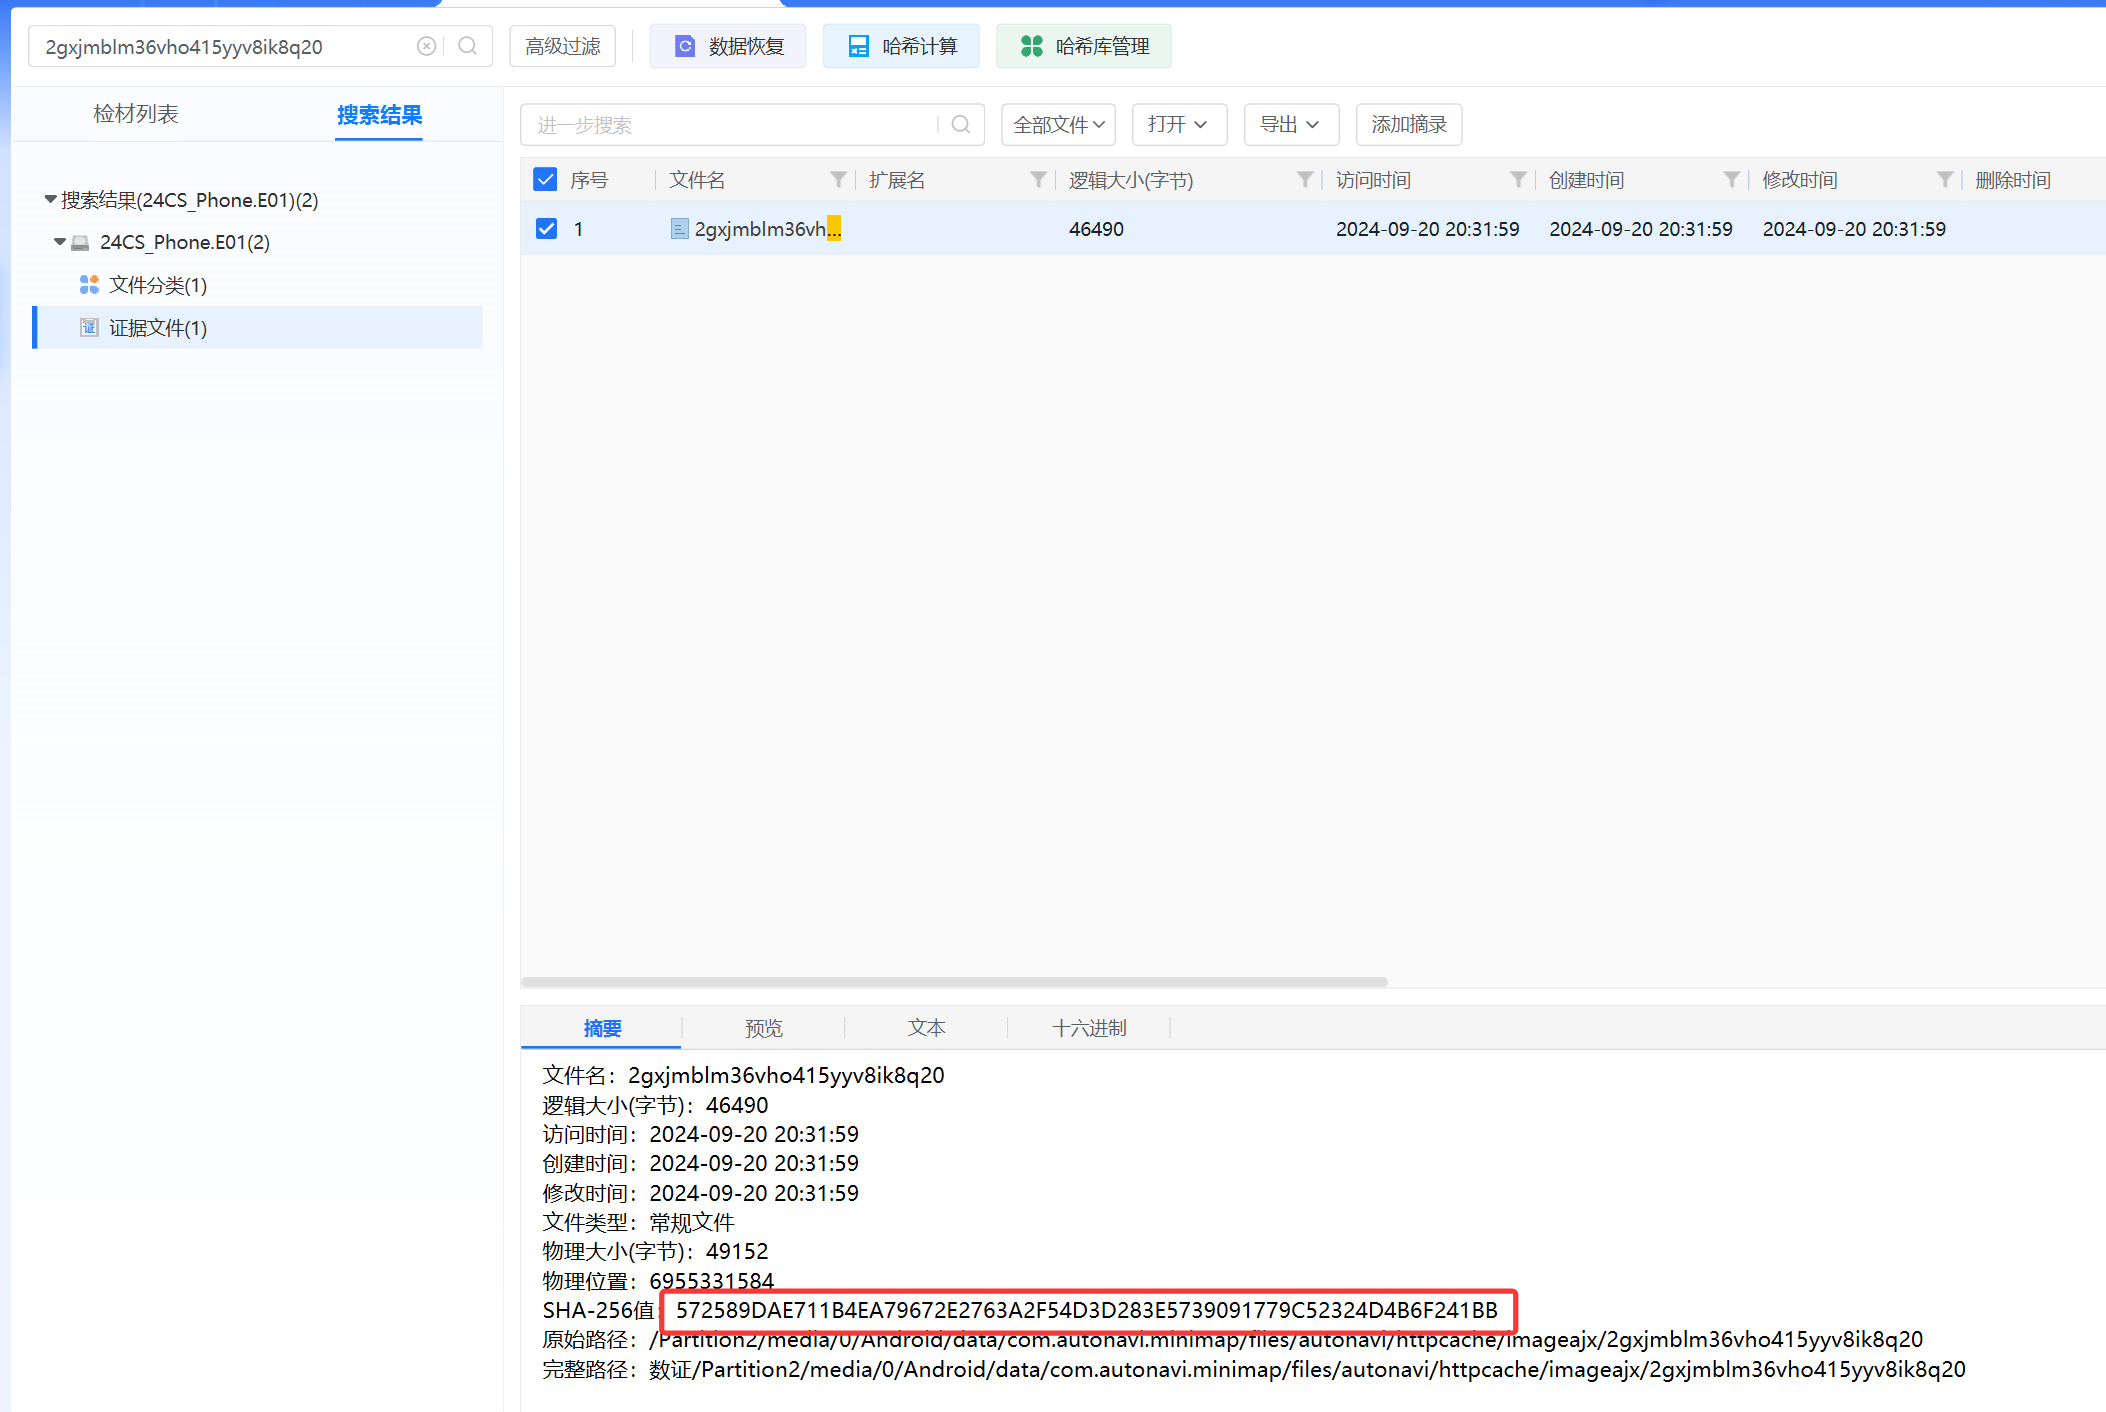 2gxjmblm36vho415yyv8ik8q20
高级过滤
数据恢复
哈希计算
哈希库管理
检材列表
搜索结果
进一步搜索
全部文件
打开
导出
添加摘录
搜索结果(24CS_Phone.E01)(2)
24CS_Phone.E01(2)
文件分类(1)
证
证据文件(1)
序号 文件名 扩展名 逻辑大小(字节) 访问时间 创建时间 修改时间 删除时间
1 2gxjmblm36vh... 46490 2024-09-20 20:31:59 2024-09-20 20:31:59 2024-09-20 20:31:59
摘要 预览 文本 十六进制
文件名：2gxjmblm36vho415yyv8ik8q20
逻辑大小(字节)：46490
访问时间：2024-09-20 20:31:59
创建时间：2024-09-20 20:31:59
修改时间：2024-09-20 20:31:59
文件类型：常规文件
物理大小(字节)：49152
物理位置：6955331584
SHA-256值：572589DAE711B4EA79672E2763A2F54D3D283E5739091779C52324D4B6F241BB
原始路径：/Partition2/media/0/Android/data/com.autonavi.minimap/files/autonavi/httpcache/imageajx/2gxjmblm36vho415yyv8ik8q20
完整路径：数证/Partition2/media/0/Android/data/com.autonavi.minimap/files/autonavi/httpcache/imageajx/2gxjmblm36vho415yyv8ik8q20